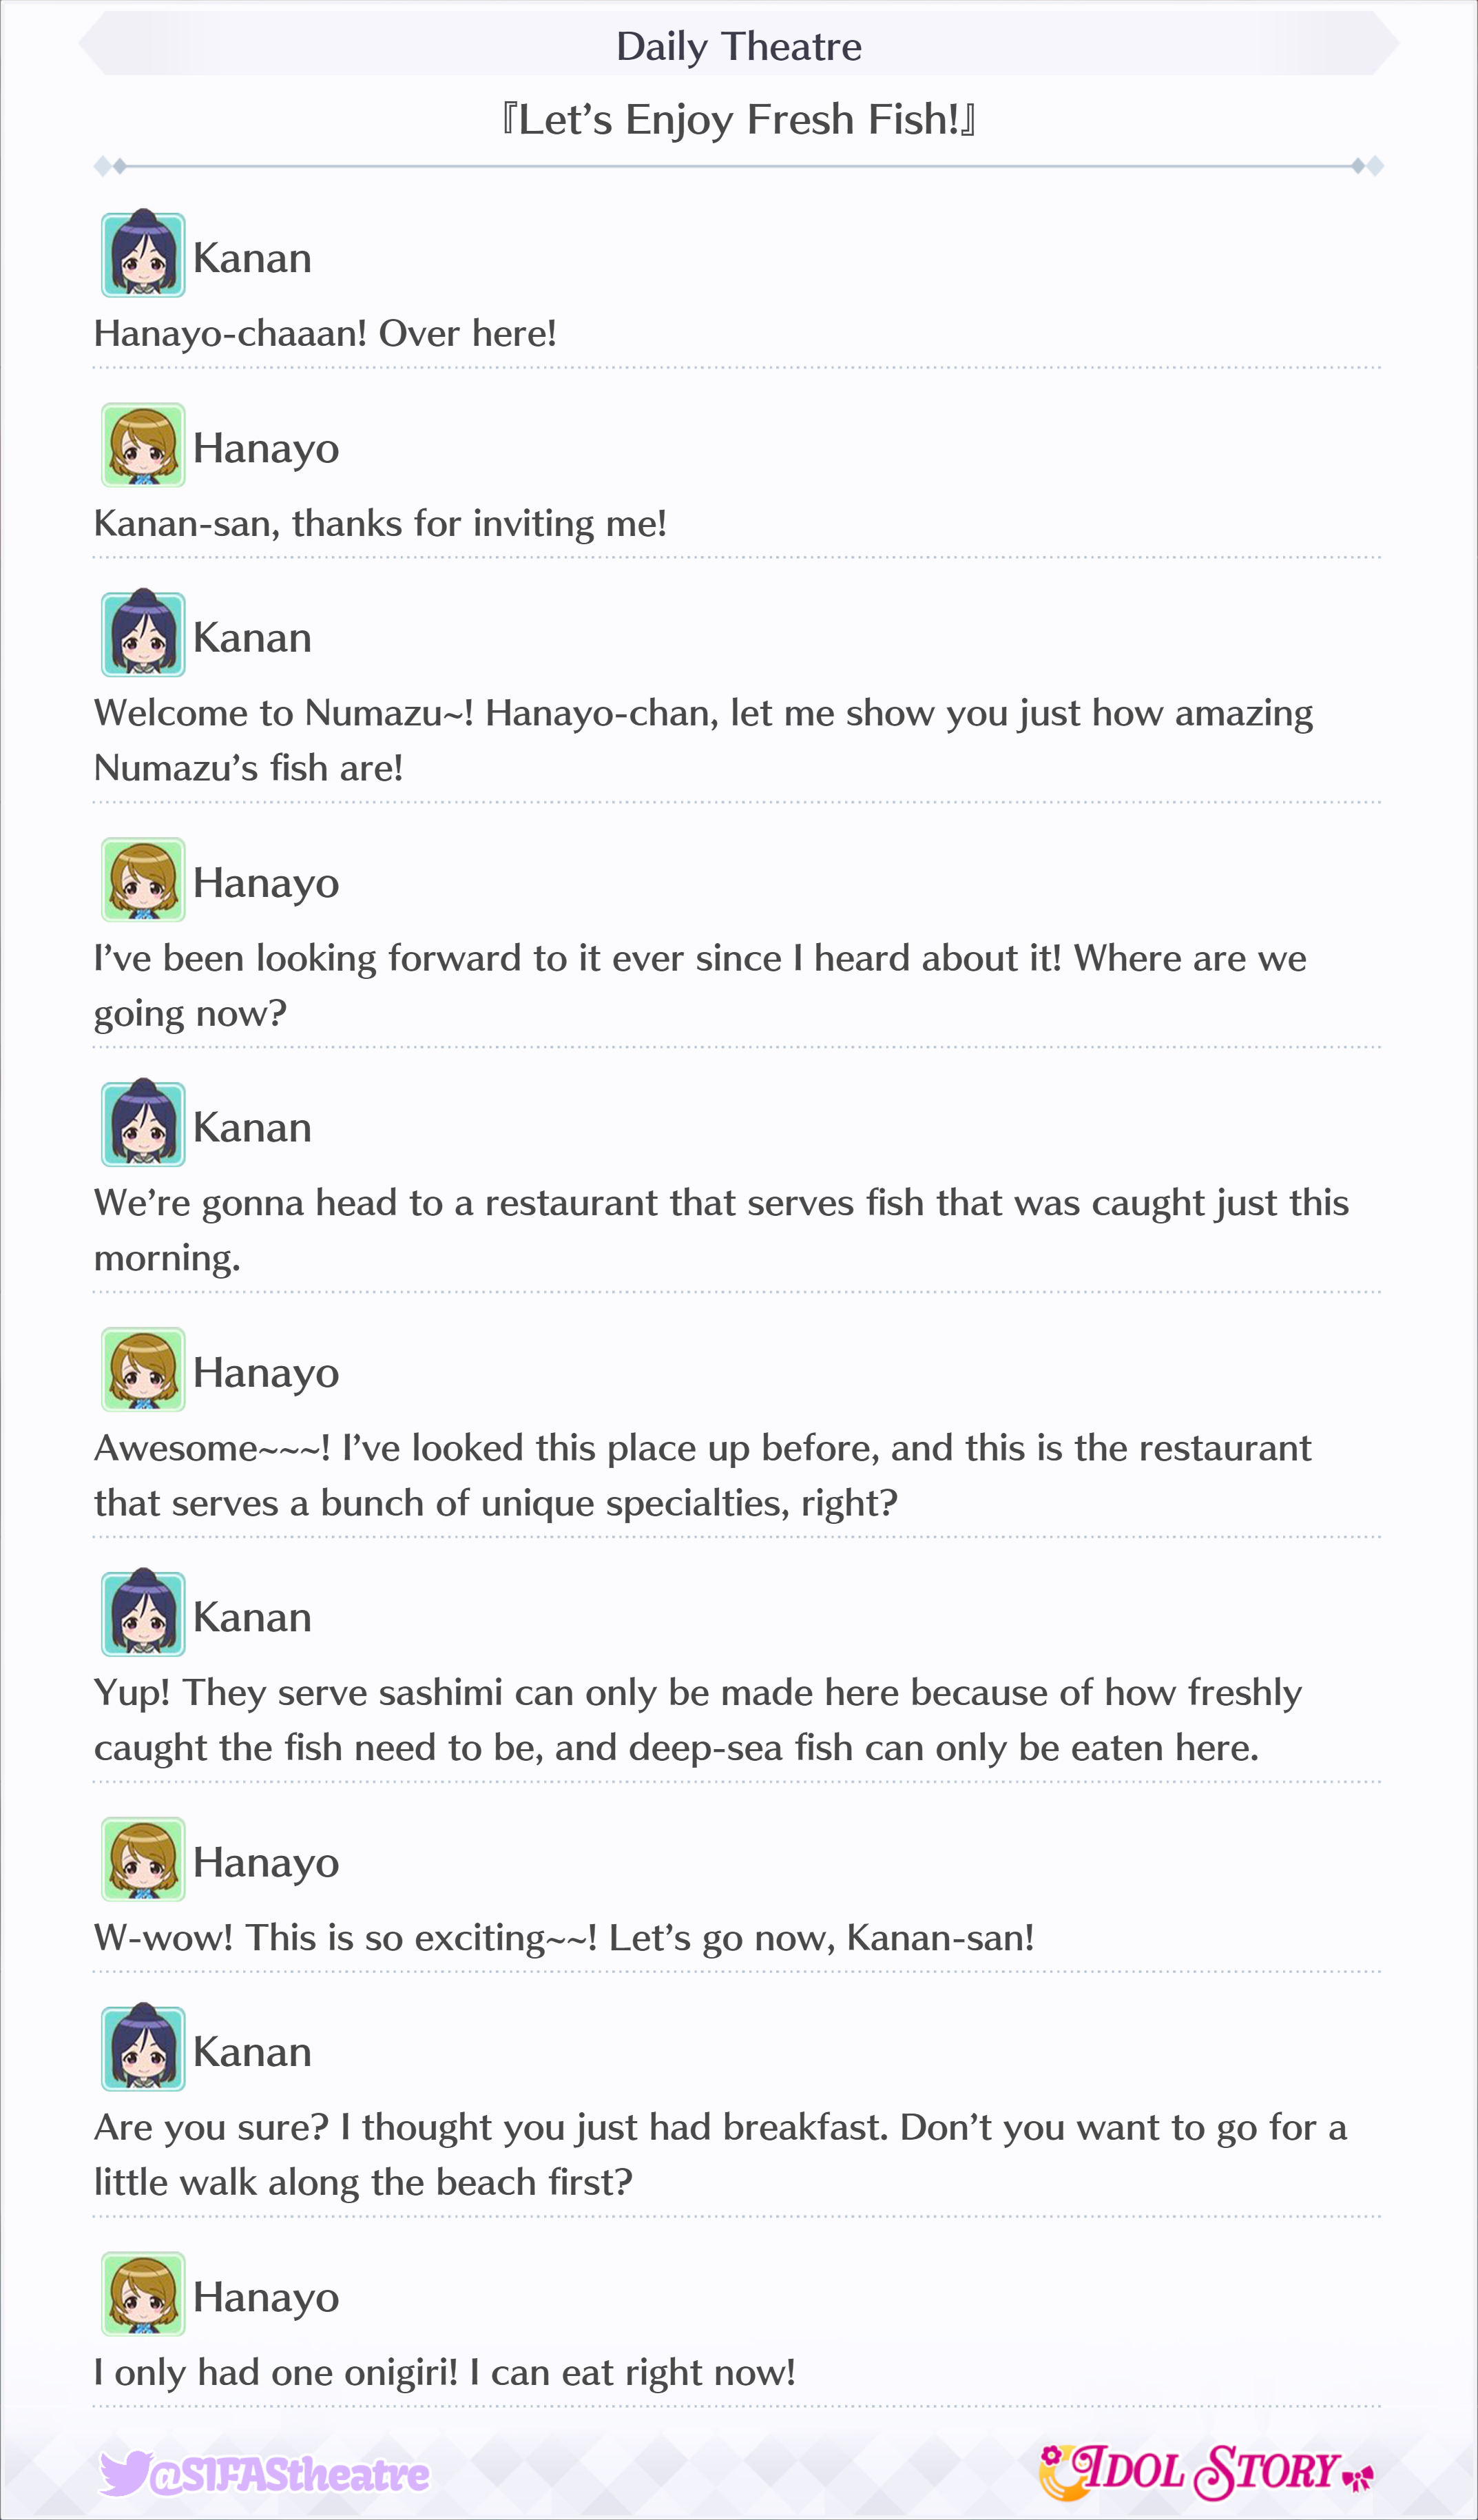 Daily Theatre
『Let’s Enjoy Fresh Fish!』
Kanan
Hanayo-chaaan! Over here!
Hanayo
Kanan-san, thanks for inviting me!
Kanan
Welcome to Numazu~! Hanayo-chan, let me show you just how amazing
Numazu’s fish are!
Hanayo
I’ve been looking forward to it ever since I heard about it! Where are we
going now?
Kanan
We’re gonna head to a restaurant that serves fish that was caught just this
morning.
Hanayo
Awesome~~~! I’ve looked this place up before, and this is the restaurant
that serves a bunch of unique specialties, right?
Kanan
Yup! They serve sashimi can only be made here because of how freshly
caught the fish need to be, and deep-sea fish can only be eaten here.
Hanayo
W-wow! This is so exciting~~! Let’s go now, Kanan-san!
Kanan
Are you sure? I thought you just had breakfast. Don’t you want to go for a
little walk along the beach first?
Hanayo
I only had one onigiri! I can eat right now!
@SIFAStheatre
IDOL STORY